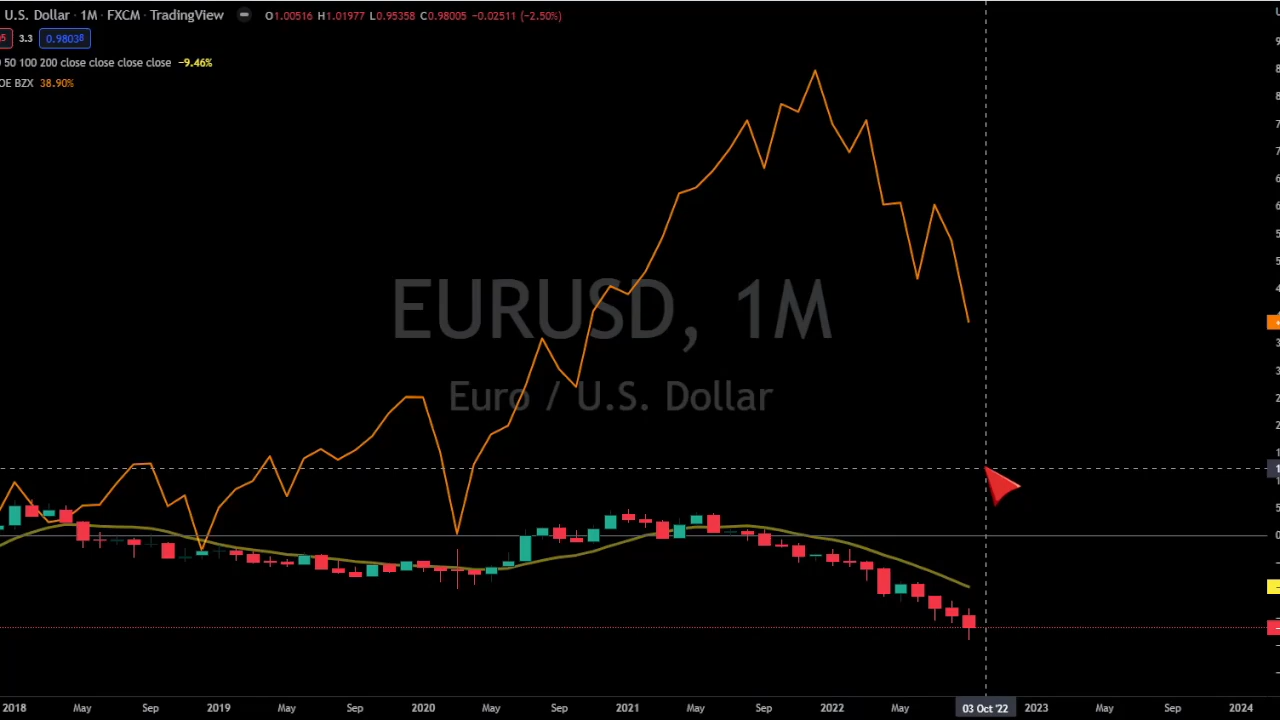 U.S. Dollar · 1M · FXCM · TradingView O1.00516 H1.01977 L0.95358 C0.98005 −0.02511 (−2.50%)
3.3 0.98038
50 100 200 close close close close −9.46%
OE BZX 38.90%
EURUSD, 1M
Euro / U.S. Dollar
2018 May Sep 2019 May Sep 2020 May Sep 2021 May Sep 2022 May 03 Oct '22 2023 May Sep 2024